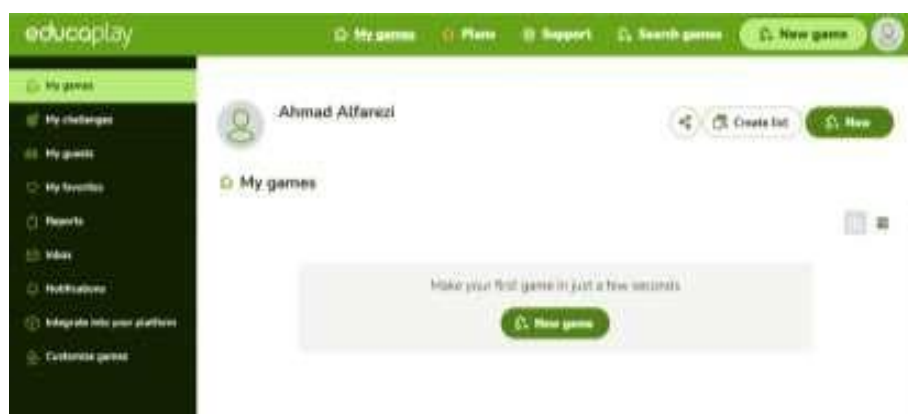 educaplay
My games
Plans
Support
Search games
New game
My games
My challenges
My guests
My favorites
Reports
Inbox
Notifications
Integrate into your platform
Customize games
Ahmad Alfarezi
Create list
New
My games
Make your first game in just a few seconds
New game